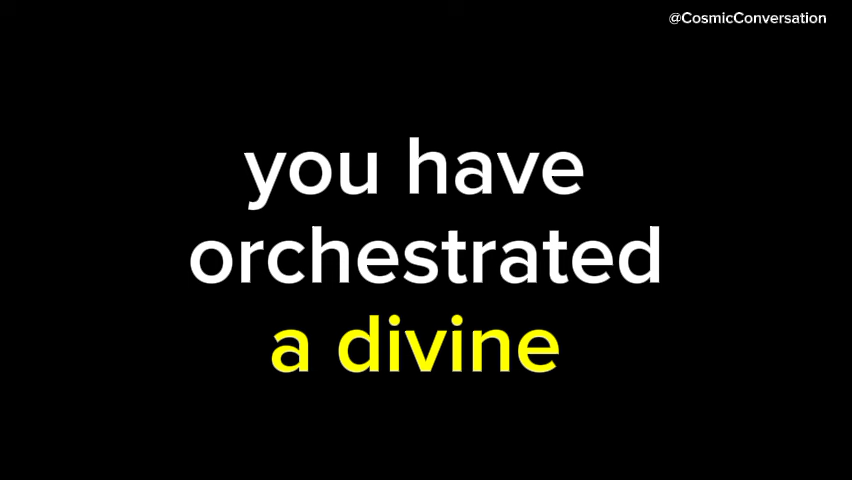 @CosmicConversation
you have
orchestrated
a divine